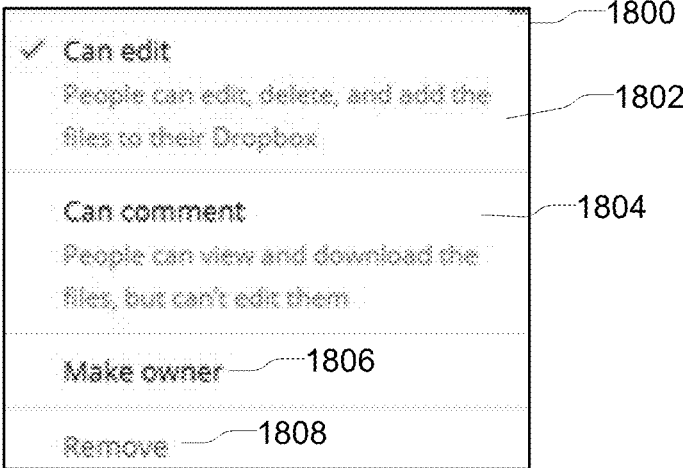 1800
Can edit
People can edit, delete, and add the
1802
files to their Dropbox
Can comment
1804
People can view and download the
files, but can't edit them
Make owner
1806
Remove
1808